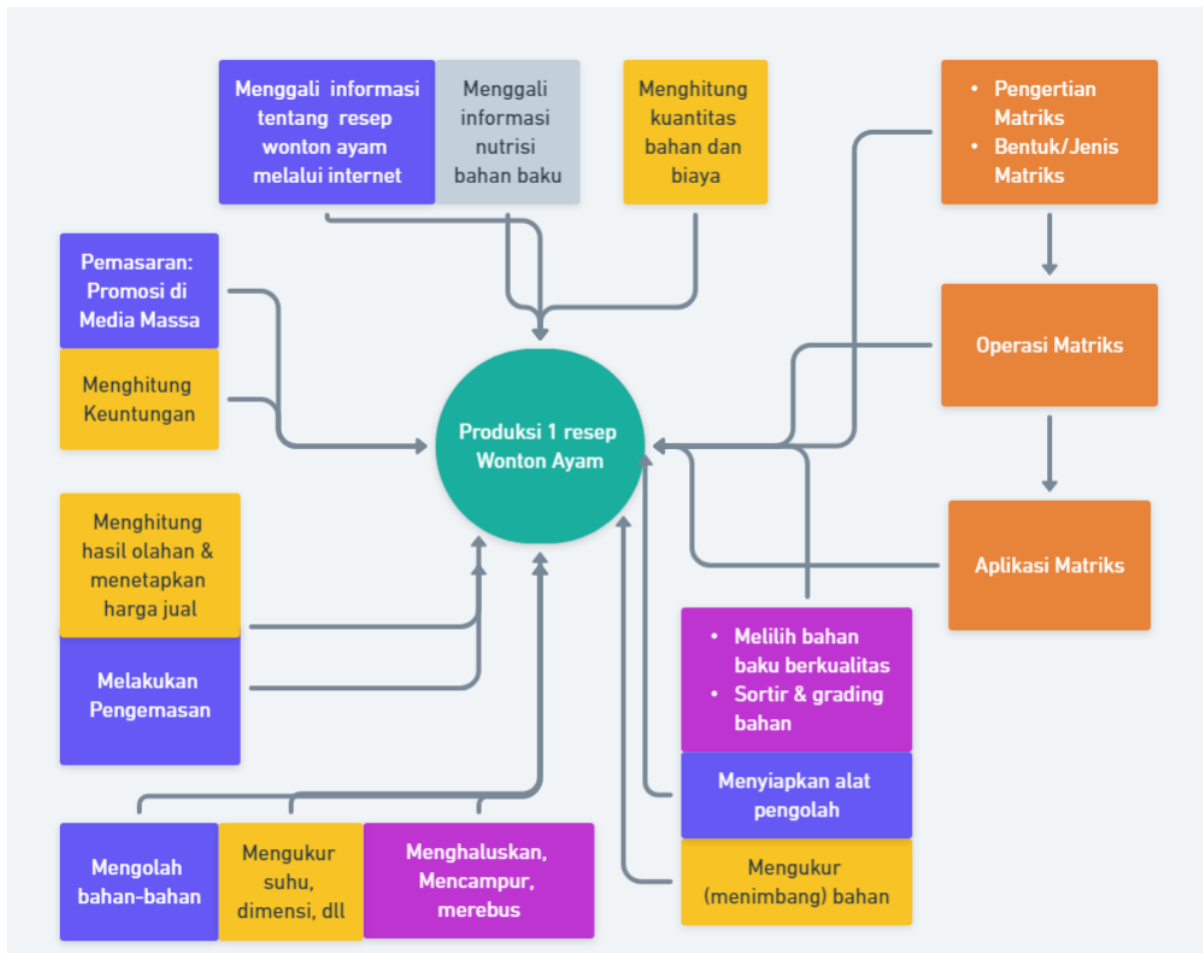 Menggali informasi
tentang resep
wonton ayam
melalui internet
Menggali
informasi
nutrisi
bahan baku
Menghitung
kuantitas
bahan dan
biaya
• Pengertian
Matriks
• Bentuk/Jenis
Matriks
Pemasaran:
Promosi di
Media Massa
Menghitung
Keuntungan
Produksi 1 resep
Wonton Ayam
Operasi Matriks
Menghitung
hasil olahan &
menetapkan
harga jual
Melakukan
Pengemasan
Aplikasi Matriks
• Melilih bahan
baku berkualitas
• Sortir & grading
bahan
Menyiapkan alat
pengolah
Mengukur
(menimbang) bahan
Mengolah
bahan-bahan
Mengukur
suhu,
dimensi, dll
Menghaluskan,
Mencampur,
merebus